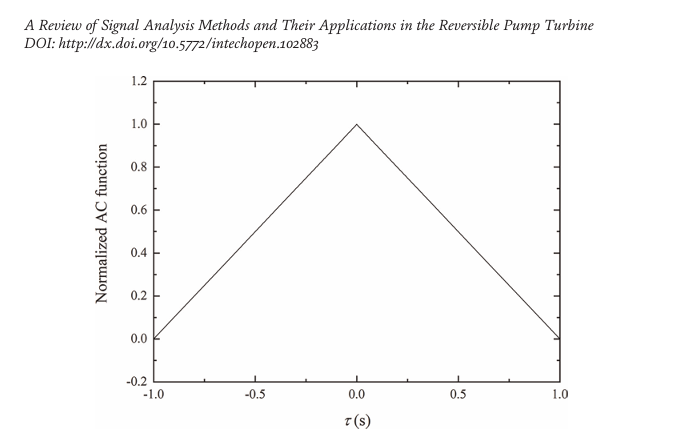 A Review of Signal Analysis Methods and Their Applications in the Reversible Pump Turbine
DOI: http://dx.doi.org/10.5772/intechopen.102883
1.2
1.0
0.8
0.6
0.4
0.2
0.0
-0.2
Normalized AC function
-1.0 -0.5 0.0 0.5 1.0
τ (s)